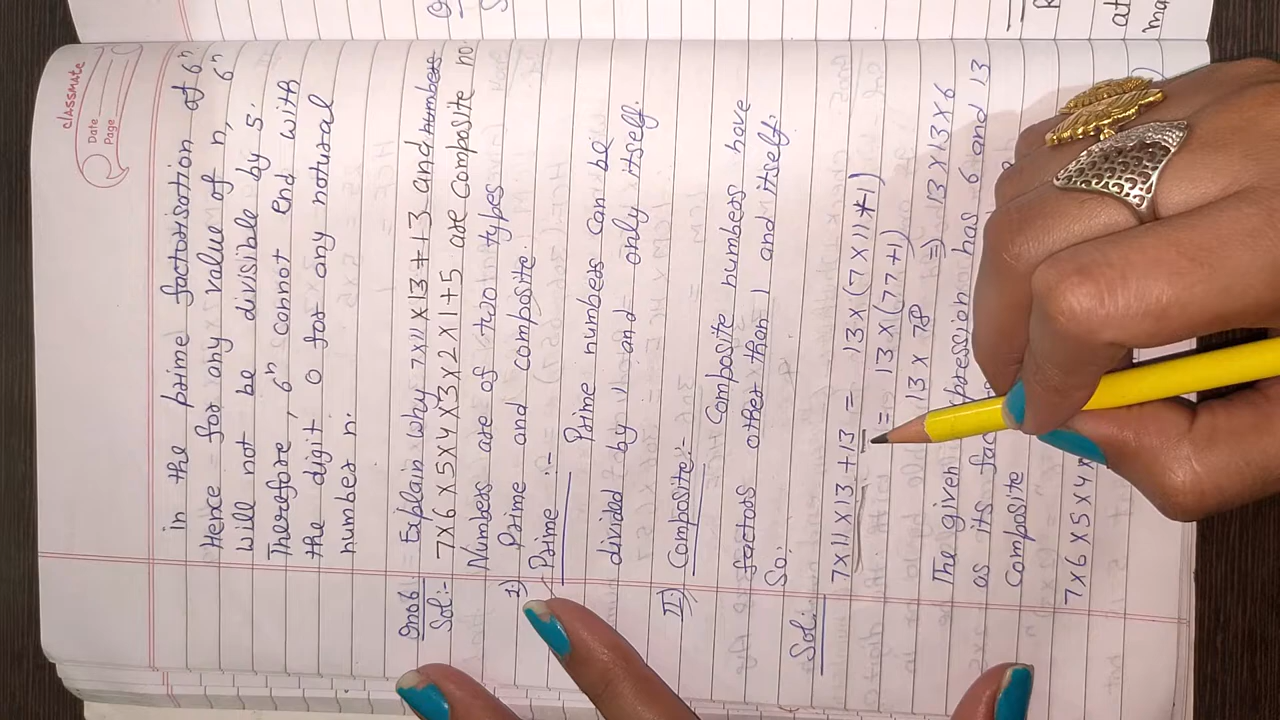 classmate
Date
Page
in the prime factorisation of 6ⁿ
Hence for any value of n, 6ⁿ
will not be divisible by 5.
Therefore, 6ⁿ cannot end with
the digit 0 for any natural
number n.
Qno6 = Explain why 7×11×13+13 and numbers
Sol:- 7×6×5×4×3×2×1+5 are composite no.
Numbers are of two types
Prime and composite.
I) Prime :-
Prime numbers can be
divided by 1 and only itself.
II) Composite:-
Composite numbers have
factors other than 1 and itself.
So,
Sol:
7×11×13+13 = 13×(7×11+1)
= 13×(77+1)
13×78 ⇒ 13×13×6
The given has 6 and 13
as its
Composite
7×6×5×4×